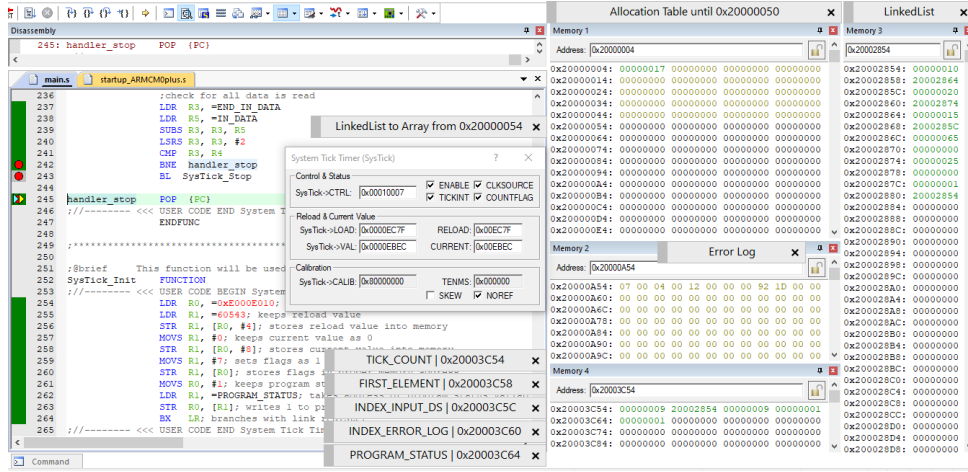 Disassembly
245: handler_stop POP {PC}
main.s
startup_ARMCM0plus.s
236 ;check for all data is read
237 LDR R3, =END_IN_DATA
238 LDR R5, =IN_DATA
239 SUBS R3, R3, R5
240 LSRS R3, R3, #2
241 CMP R3, R4
242 BNE handler_stop
243 BL SysTick_Stop
244
245 handler_stop POP {PC}
246 ;//-------- <<< USER CODE END System T
247 ENDFUNC
248
249
250
251 ;@brief This function will be used
252 SysTick_Init FUNCTION
253 ;//-------- <<< USER CODE BEGIN System
254 LDR R0, =0xE000E010;
255 LDR R1, =60543; keeps reload value
256 STR R1, [R0, #4]; stores reload value into memory
257 MOVS R1, #0; keeps current value as 0
258 STR R1, [R0, #8]; stores current value into memory
259 MOVS R1, #7; sets flags as 1
260 STR R1, [R0]; stores flags
261 MOVS R0, #1; keeps program st
262 LDR R1, =PROGRAM_STATUS; takes
263 STR R0, [R1]; writes 1 to pr
264 BX LR; branches with link
265 ;//-------- <<< USER CODE END System Tick Ti
Command
LinkedList to Array from 0x20000054 ×
System Tick Timer (SysTick) ? ×
Control & Status
SysTick->CTRL: 0x00010007
ENABLE CLKSOURCE
TICKINT COUNTFLAG
Reload & Current Value
SysTick->LOAD: 0x0000EC7F RELOAD: 0x00EC7F
SysTick->VAL: 0x0000EBEC CURRENT: 0x00EBEC
Calibration
SysTick->CALIB: 0x80000000 TENMS: 0x000000
SKEW NOREF
TICK_COUNT | 0x20003C54 ×
FIRST_ELEMENT | 0x20003C58 ×
INDEX_INPUT_DS | 0x20003C5C ×
INDEX_ERROR_LOG | 0x20003C60 ×
PROGRAM_STATUS | 0x20003C64 ×
Allocation Table until 0x20000050 ×
Memory 1
Address: 0x20000004
0x20000004: 00000017 00000000 00000000 00000000
0x20000014: 00000000 00000000 00000000 00000000
0x20000024: 00000000 00000000 00000000 00000000
0x20000034: 00000000 00000000 00000000 00000000
0x20000044: 00000000 00000000 00000000 00000000
0x20000054: 00000000 00000000 00000000 00000000
0x20000064: 00000000 00000000 00000000 00000000
0x20000074: 00000000 00000000 00000000 00000000
0x20000084: 00000000 00000000 00000000 00000000
0x20000094: 00000000 00000000 00000000 00000000
0x200000A4: 00000000 00000000 00000000 00000000
0x200000B4: 00000000 00000000 00000000 00000000
0x200000C4: 00000000 00000000 00000000 00000000
0x200000D4: 00000000 00000000 00000000 00000000
0x200000E4: 00000000 00000000 00000000 00000000
Memory 2
Error Log ×
Address: 0x20000A54
0x20000A54: 07 00 04 00 12 00 00 00 92 1D 00 00
0x20000A60: 00 00 00 00 00 00 00 00 00 00 00 00
0x20000A6C: 00 00 00 00 00 00 00 00 00 00 00 00
0x20000A78: 00 00 00 00 00 00 00 00 00 00 00 00
0x20000A84: 00 00 00 00 00 00 00 00 00 00 00 00
0x20000A90: 00 00 00 00 00 00 00 00 00 00 00 00
0x20000A9C: 00 00 00 00 00 00 00 00 00 00 00 00
Memory 4
Address: 0x20003C54
0x20003C54: 00000009 20002854 00000009 00000001
0x20003C64: 00000001 00000000 00000000 00000000
0x20003C74: 00000000 00000000 00000000 00000000
0x20003C84: 00000000 00000000 00000000 00000000
LinkedList ×
Memory 3
0x20002854
0x20002854: 00000010
0x20002858: 20002864
0x2000285C: 00000020
0x20002860: 20002874
0x20002864: 00000015
0x20002868: 2000285C
0x2000286C: 00000065
0x20002870: 00000000
0x20002874: 00000025
0x20002878: 00000000
0x2000287C: 00000001
0x20002880: 20002854
0x20002884: 00000000
0x20002888: 00000000
0x2000288C: 00000000
0x20002890: 00000000
0x20002894: 00000000
0x20002898: 00000000
0x2000289C: 00000000
0x200028A0: 00000000
0x200028A4: 00000000
0x200028A8: 00000000
0x200028AC: 00000000
0x200028B0: 00000000
0x200028B4: 00000000
0x200028B8: 00000000
0x200028BC: 00000000
0x200028C0: 00000000
0x200028C4: 00000000
0x200028C8: 00000000
0x200028CC: 00000000
0x200028D0: 00000000
0x200028D4: 00000000
0x200028D8: 00000000